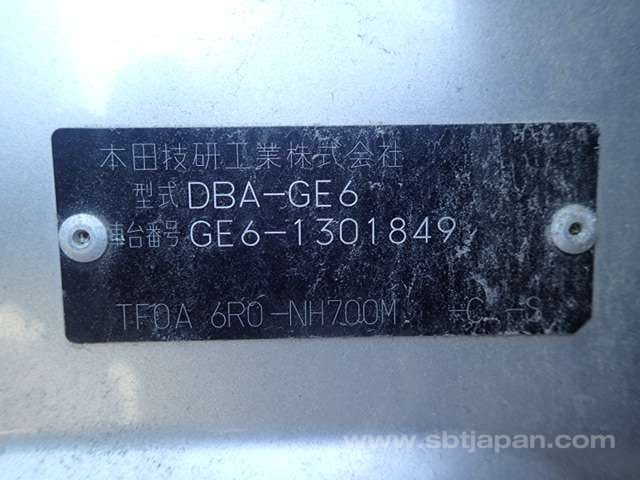 本田技研工業株式会社
型式 DBA-GE6
車台番号 GE6-1301849
TF0A 6R0-NH700M -C -S
www.sbtjapan.com